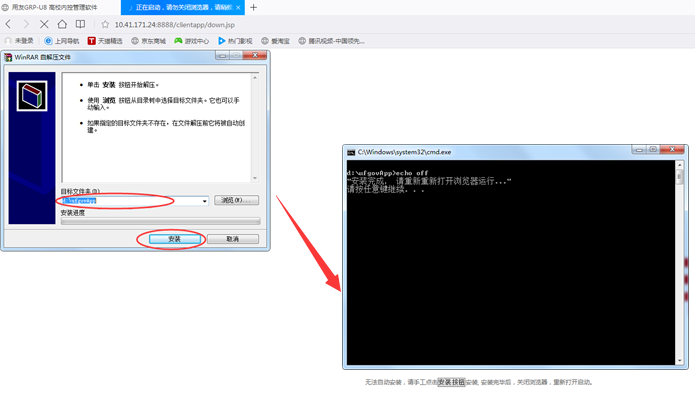 用友GRP-U8 高校内控管理软件
正在启动，请勿关闭浏览器，请稍候
10.41.171.24:8888/clientapp/down.jsp
未登录
上网导航
天猫精选
京东商城
游戏中心
热门影视
爱淘宝
腾讯视频-中国领先...
WinRAR 自解压文件
单击 安装 按钮开始解压。
使用 浏览 按钮从目录树中选择目标文件夹。它也可以手
动输入。
如果指定的目标文件夹不存在，在文件解压前它将被自动创
建。
目标文件夹(D)
d:\ufgovApp
浏览(W)...
安装进度
安装
取消
C:\Windows\system32\cmd.exe
d:\ufgovApp>echo off
"安装完成， 请重新重新打开浏览器运行..."
请按任意键继续. . .
无法自动安装，请手工点击安装按钮安装, 安装完毕后，关闭浏览器，重新打开启动。